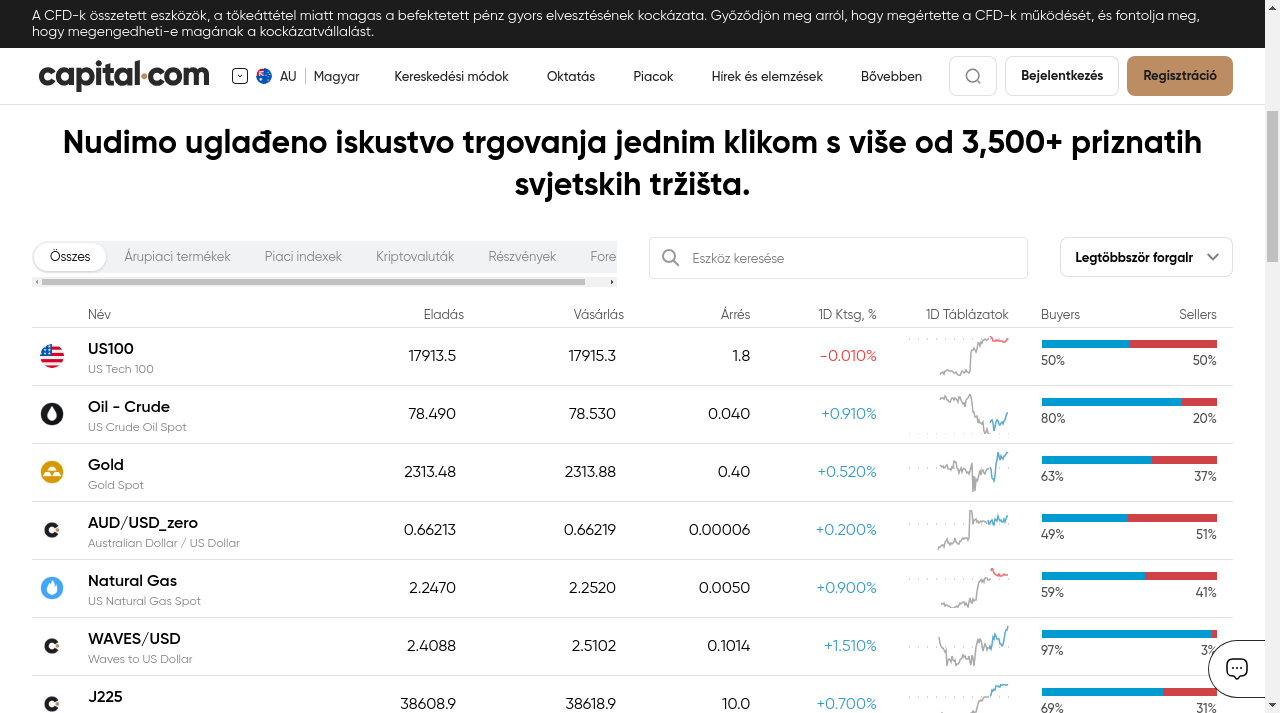 A CFD-k összetett eszközök, a tőkeáttétel miatt magas a befektetett pénz gyors elvesztésének kockázata. Győződjön meg arról, hogy megértette a CFD-k működését, és fontolja meg,
hogy megengedheti-e magának a kockázatvállalást.
capital.com AU Magyar Kereskedési módok Oktatás Piacok Hírek és elemzések Bővebben Bejelentkezés Regisztráció
Nudimo uglađeno iskustvo trgovanja jednim klikom s više od 3,500+ priznatih
svjetskih tržišta.
Összes Árupiaci termékek Piaci indexek Kriptovaluták Részvények Fore Eszköz keresése Legtöbbször forgalr
Név Eladás Vásárlás Árrés 1D Ktsg, % 1D Táblázatok Buyers Sellers
US100 17913.5 17915.3 1.8 -0.010%
US Tech 100 50% 50%
Oil - Crude 78.490 78.530 0.040 +0.910%
US Crude Oil Spot 80% 20%
Gold 2313.48 2313.88 0.40 +0.520%
Gold Spot 63% 37%
AUD/USD_zero 0.66213 0.66219 0.00006 +0.200%
Australian Dollar / US Dollar 49% 51%
Natural Gas 2.2470 2.2520 0.0050 +0.900%
US Natural Gas Spot 59% 41%
WAVES/USD 2.4088 2.5102 0.1014 +1.510%
Waves to US Dollar 97% 3%
J225 38608.9 38618.9 10.0 +0.700%
69% 31%